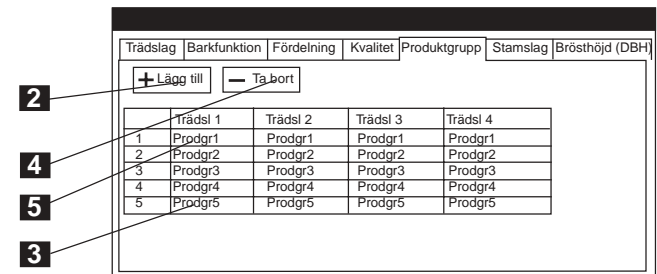 Trädslag Barkfunktion Fördelning Kvalitet Produktgrupp Stamslag Brösthöjd (DBH)
+ Lägg till − Ta bort
2
Trädsl 1 Trädsl 2 Trädsl 3 Trädsl 4
1 Prodgr1 Prodgr1 Prodgr1 Prodgr1
2 Prodgr2 Prodgr2 Prodgr2 Prodgr2
4
3 Prodgr3 Prodgr3 Prodgr3 Prodgr3
4 Prodgr4 Prodgr4 Prodgr4 Prodgr4
5 Prodgr5 Prodgr5 Prodgr5 Prodgr5
5
3